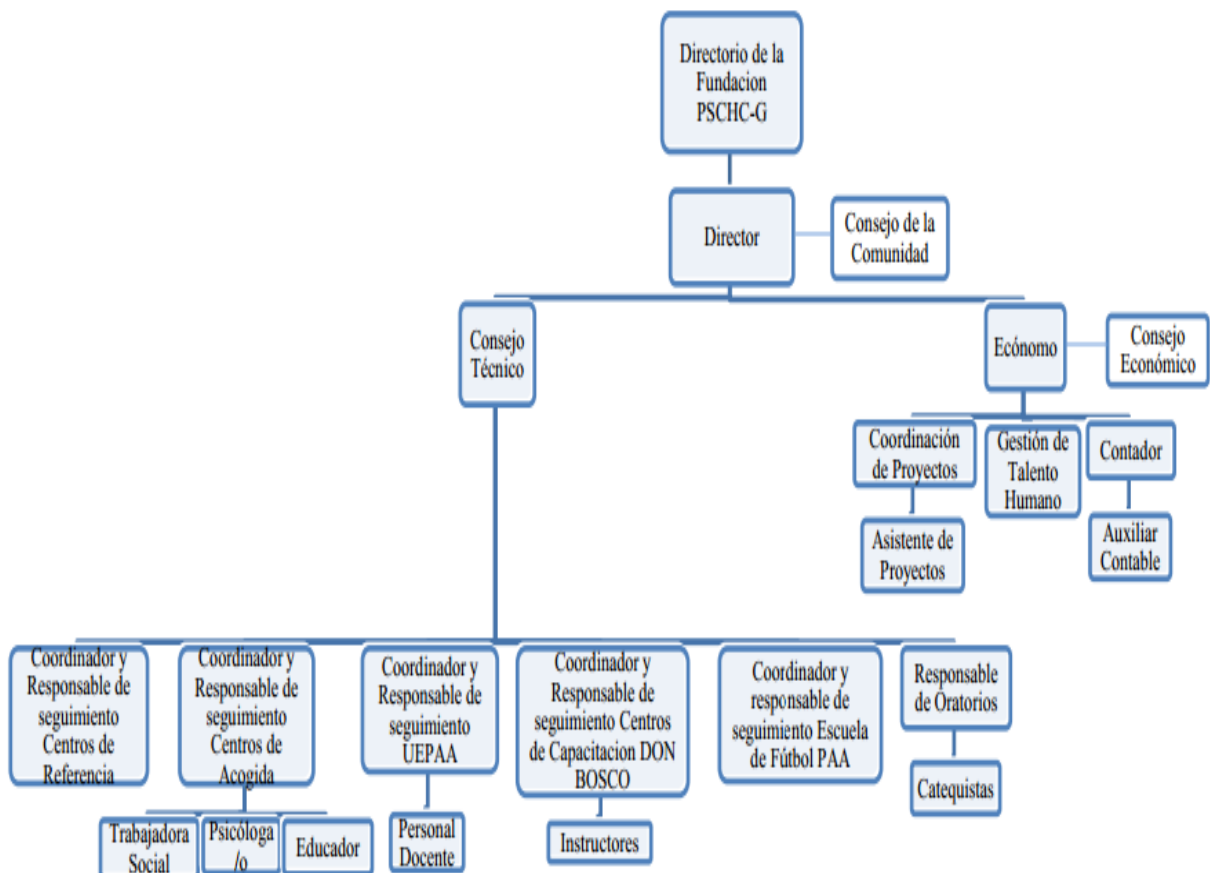 Directorio de la
Fundacion
PSCHC-G
Director
Consejo de la
Comunidad
Consejo
Técnico
Ecónomo
Consejo
Económico
Coordinación
de Proyectos
Gestión de
Talento
Humano
Contador
Asistente de
Proyectos
Auxiliar
Contable
Coordinador y
Responsable de
seguimiento
Centros de
Referencia
Coordinador y
Responsable de
seguimiento
Centros de
Acogida
Coordinador y
Responsable de
seguimiento
UEPAA
Coordinador y
Responsable de
seguimiento Centros
de Capacitacion DON
BOSCO
Coordinador y
responsable de
seguimiento Escuela
de Fútbol PAA
Responsable
de Oratorios
Trabajadora
Social
Psicóloga
/o
Educador
Personal
Docente
Instructores
Catequistas